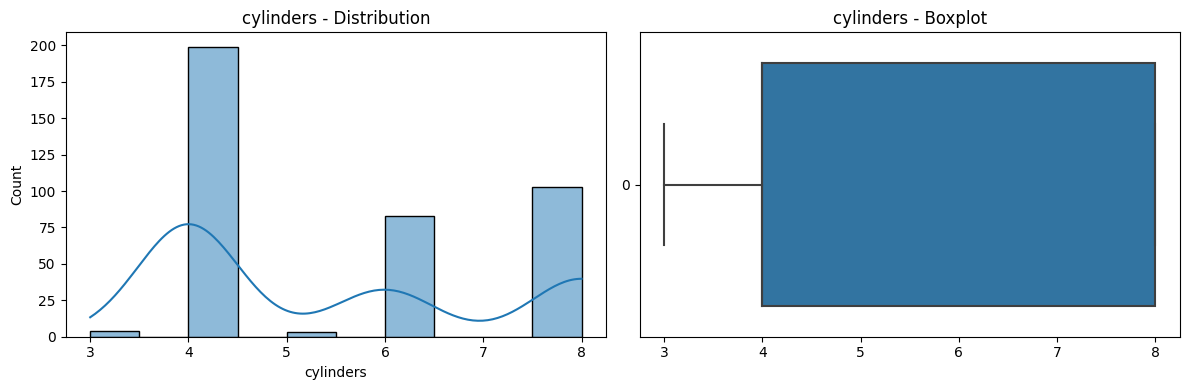 cylinders - Distribution
200
175
150
125
100
75
50
25
0
Count
3 4 5 6 7 8
cylinders
cylinders - Boxplot
0
3 4 5 6 7 8